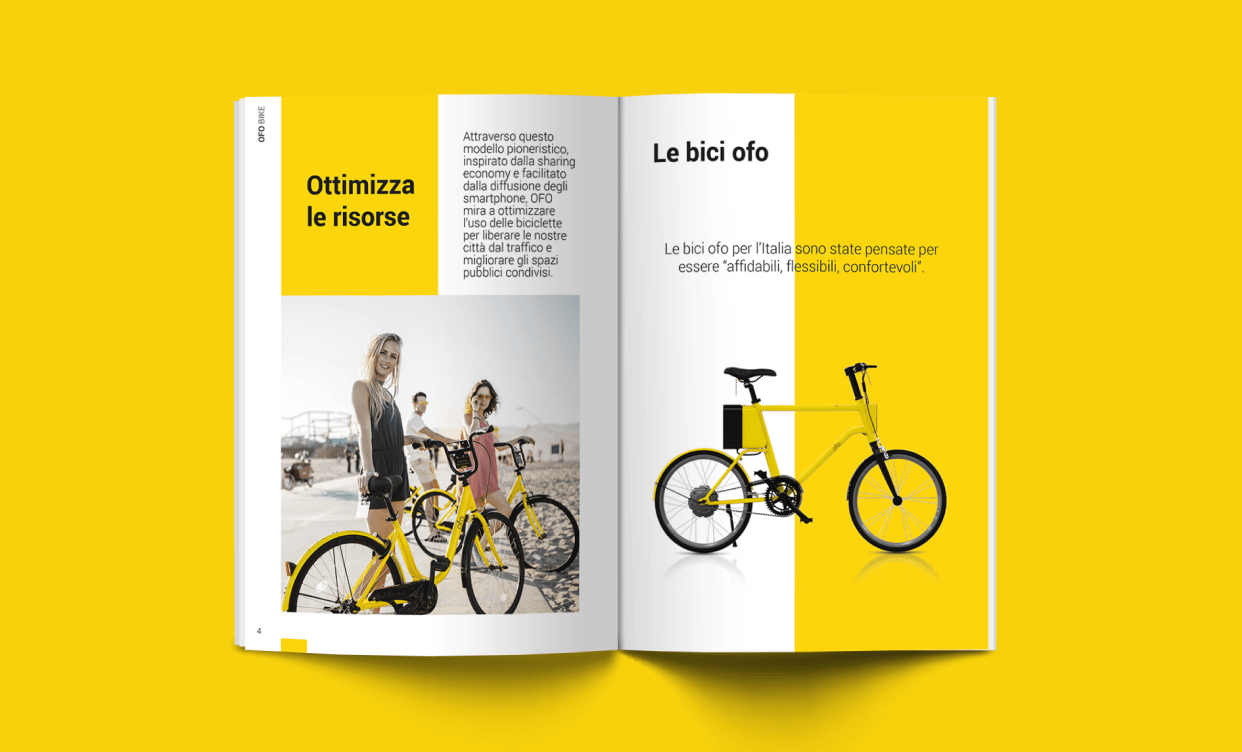 OFO BIKE
Ottimizza
le risorse
Attraverso questo
modello pioneristico,
inspirato dalla sharing
economy e facilitato
dalla diffusione degli
smartphone, OFO
mira a ottimizzare
l'uso delle biciclette
per liberare le nostre
città dal traffico e
migliorare gli spazi
pubblici condivisi.
4
Le bici ofo
Le bici ofo per l'Italia sono state pensate per
essere “affidabili, flessibili, confortevoli”.
ofo